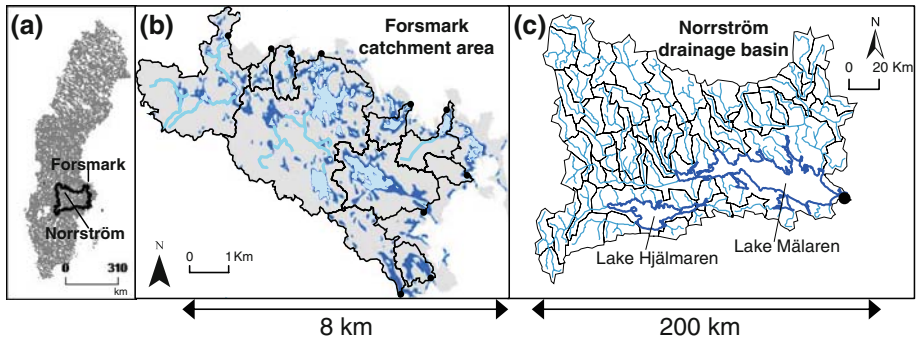 (a)
Forsmark
Norrström
0 310
km
(b)
Forsmark
catchment area
N
0 1 Km
8 km
(c)
Norrström
drainage basin
N
0 20 Km
Lake Hjälmaren
Lake Mälaren
200 km